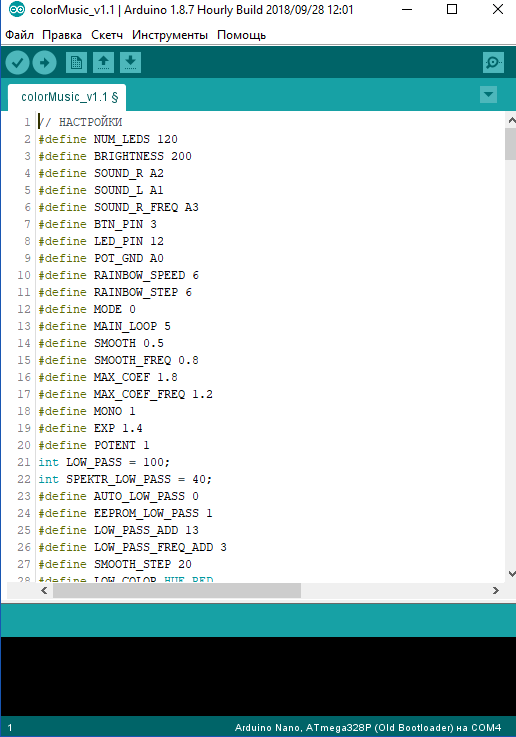 colorMusic_v1.1 | Arduino 1.8.7 Hourly Build 2018/09/28 12:01
Файл Правка Скетч Инструменты Помощь
colorMusic_v1.1 §
1 // НАСТРОЙКИ
2 #define NUM_LEDS 120
3 #define BRIGHTNESS 200
4 #define SOUND_R A2
5 #define SOUND_L A1
6 #define SOUND_R_FREQ A3
7 #define BTN_PIN 3
8 #define LED_PIN 12
9 #define POT_GND A0
10 #define RAINBOW_SPEED 6
11 #define RAINBOW_STEP 6
12 #define MODE 0
13 #define MAIN_LOOP 5
14 #define SMOOTH 0.5
15 #define SMOOTH_FREQ 0.8
16 #define MAX_COEF 1.8
17 #define MAX_COEF_FREQ 1.2
18 #define MONO 1
19 #define EXP 1.4
20 #define POTENT 1
21 int LOW_PASS = 100;
22 int SPEKTR_LOW_PASS = 40;
23 #define AUTO_LOW_PASS 0
24 #define EEPROM_LOW_PASS 1
25 #define LOW_PASS_ADD 13
26 #define LOW_PASS_FREQ_ADD 3
27 #define SMOOTH_STEP 20
28 #define LOW_COLOR HUE_RED
1 Arduino Nano, ATmega328P (Old Bootloader) на COM4